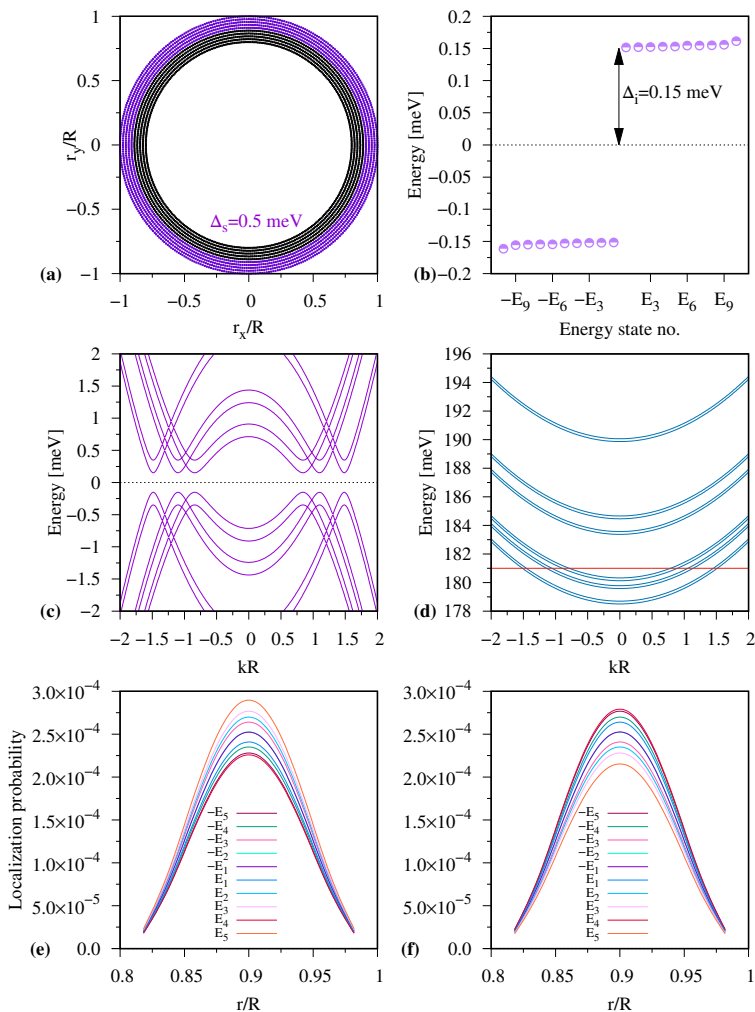 1
0.5
0
−0.5
−1
r_y/R
Δ_s=0.5 meV
(a)
−1 −0.5 0 0.5 1
r_x/R
0.2
0.15
0.1
0.05
0
−0.05
−0.1
−0.15
−0.2
Energy [meV]
Δ_i=0.15 meV
(b)
−E_9 −E_6 −E_3 E_3 E_6 E_9
Energy state no.
2
1.5
1
0.5
0
−0.5
−1
−1.5
−2
Energy [meV]
(c)
−2 −1.5 −1 −0.5 0 0.5 1 1.5 2
kR
196
194
192
190
188
186
184
182
180
178
Energy [meV]
(d)
−2 −1.5 −1 −0.5 0 0.5 1 1.5 2
kR
3.0×10^−4
2.5×10^−4
2.0×10^−4
1.5×10^−4
1.0×10^−4
5.0×10^−5
0.0
Localization probability
−E_5
−E_4
−E_3
−E_2
−E_1
E_1
E_2
E_3
E_4
E_5
(e)
0.8 0.85 0.9 0.95 1
r/R
3.0×10^−4
2.5×10^−4
2.0×10^−4
1.5×10^−4
1.0×10^−4
5.0×10^−5
0.0
−E_5
−E_4
−E_3
−E_2
−E_1
E_1
E_2
E_3
E_4
E_5
(f)
0.8 0.85 0.9 0.95 1
r/R